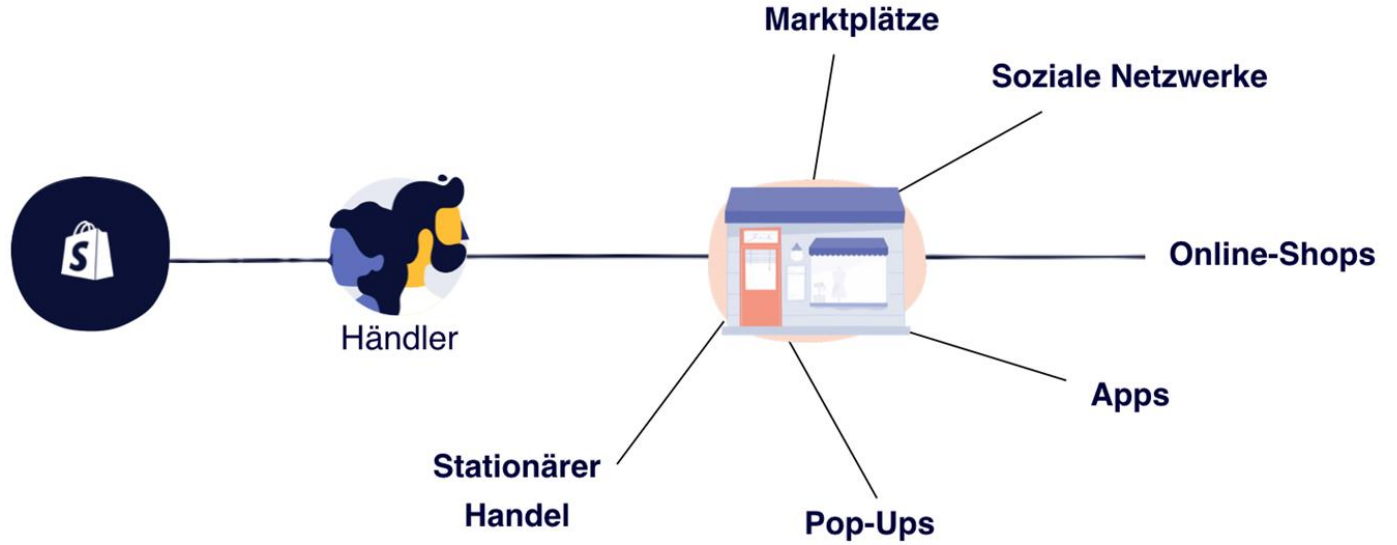 Marktplätze
Soziale Netzwerke
S
Händler
Online-Shops
Apps
Stationärer
Handel
Pop-Ups